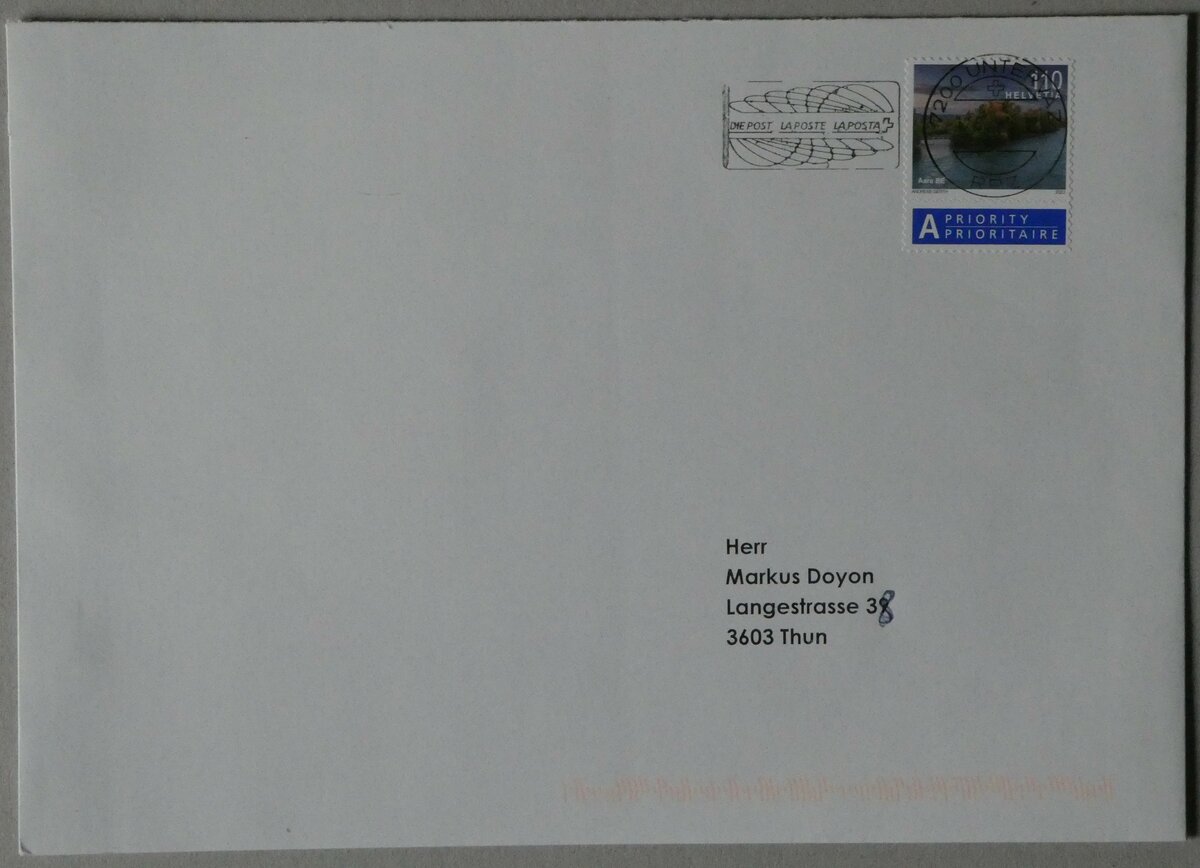 DIE POST LA POSTE LA POSTA
110
HELVETIA
Aare BE
A PRIORITY
PRIORITAIRE
Herr
Markus Doyon
Langestrasse 38
3603 Thun